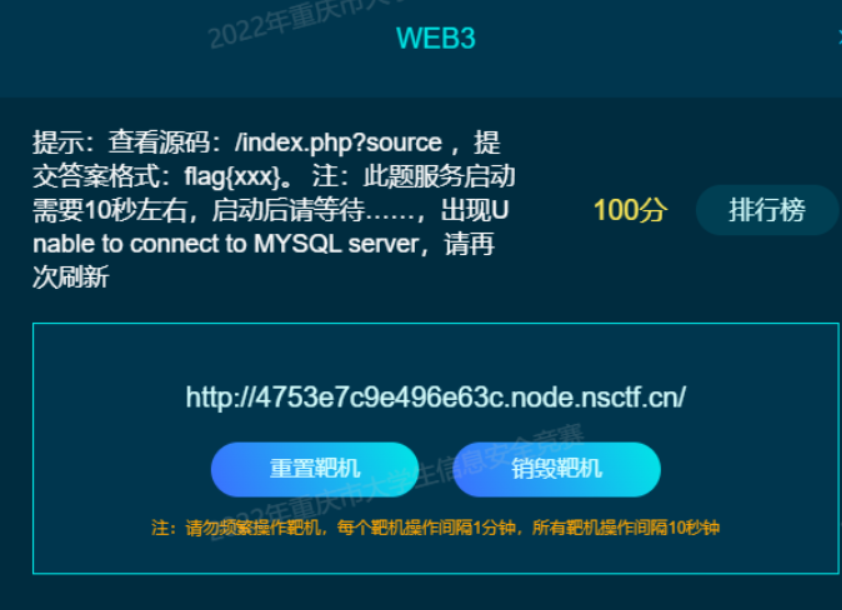 2022年重庆市大
WEB3
提示：查看源码：/index.php?source ，提
交答案格式：flag{xxx}。 注：此题服务启动
需要10秒左右，启动后请等待……，出现U
nable to connect to MYSQL server，请再
次刷新
100分
排行榜
http://4753e7c9e496e63c.node.nsctf.cn/
重置靶机
销毁靶机
2022年重庆市大学生信息安全竞赛
注：请勿频繁操作靶机，每个靶机操作间隔1分钟，所有靶机操作间隔10秒钟